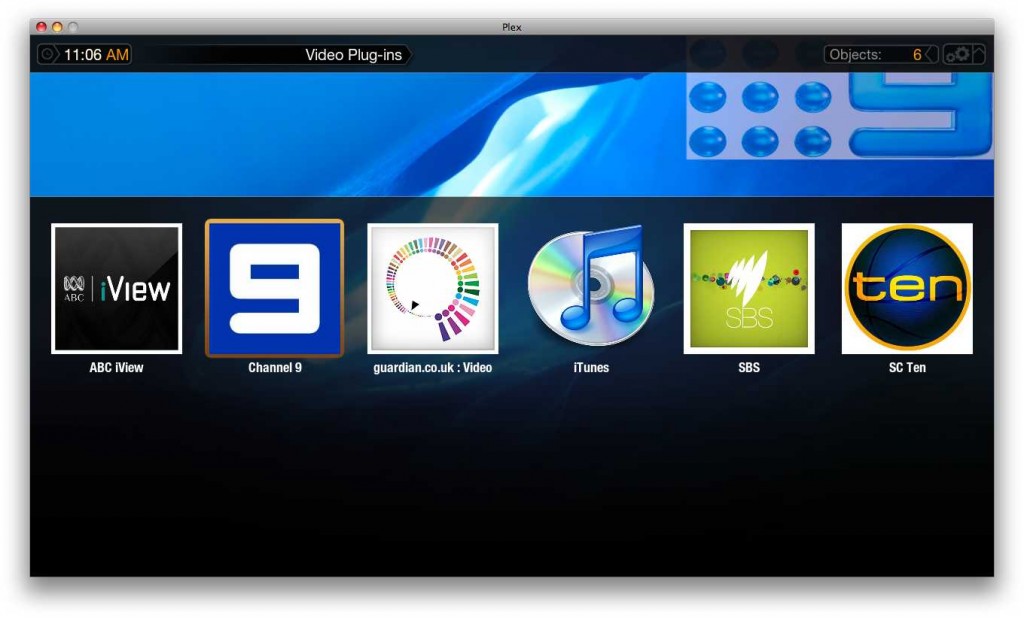 Plex
11:06 AM
Video Plug-ins
Objects: 6
9
ABC iView
9
SBS
ten
ABC iView
Channel 9
guardian.co.uk : Video
iTunes
SBS
SC Ten